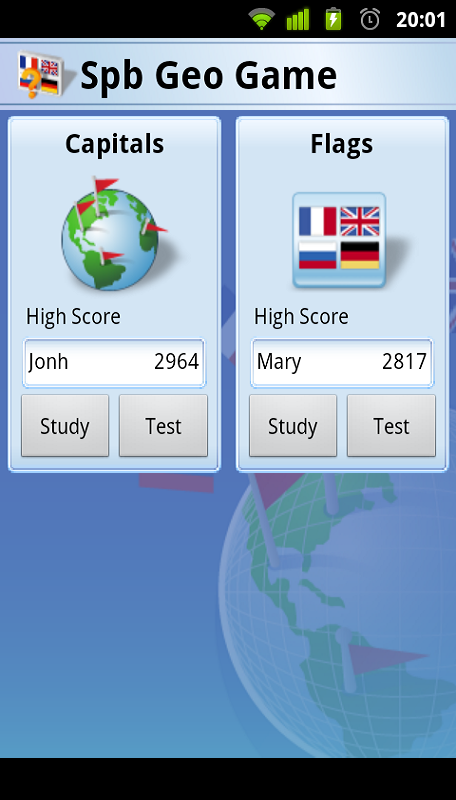 20:01
Spb Geo Game
Capitals
High Score
Jonh 2964
Study Test
Flags
High Score
Mary 2817
Study Test